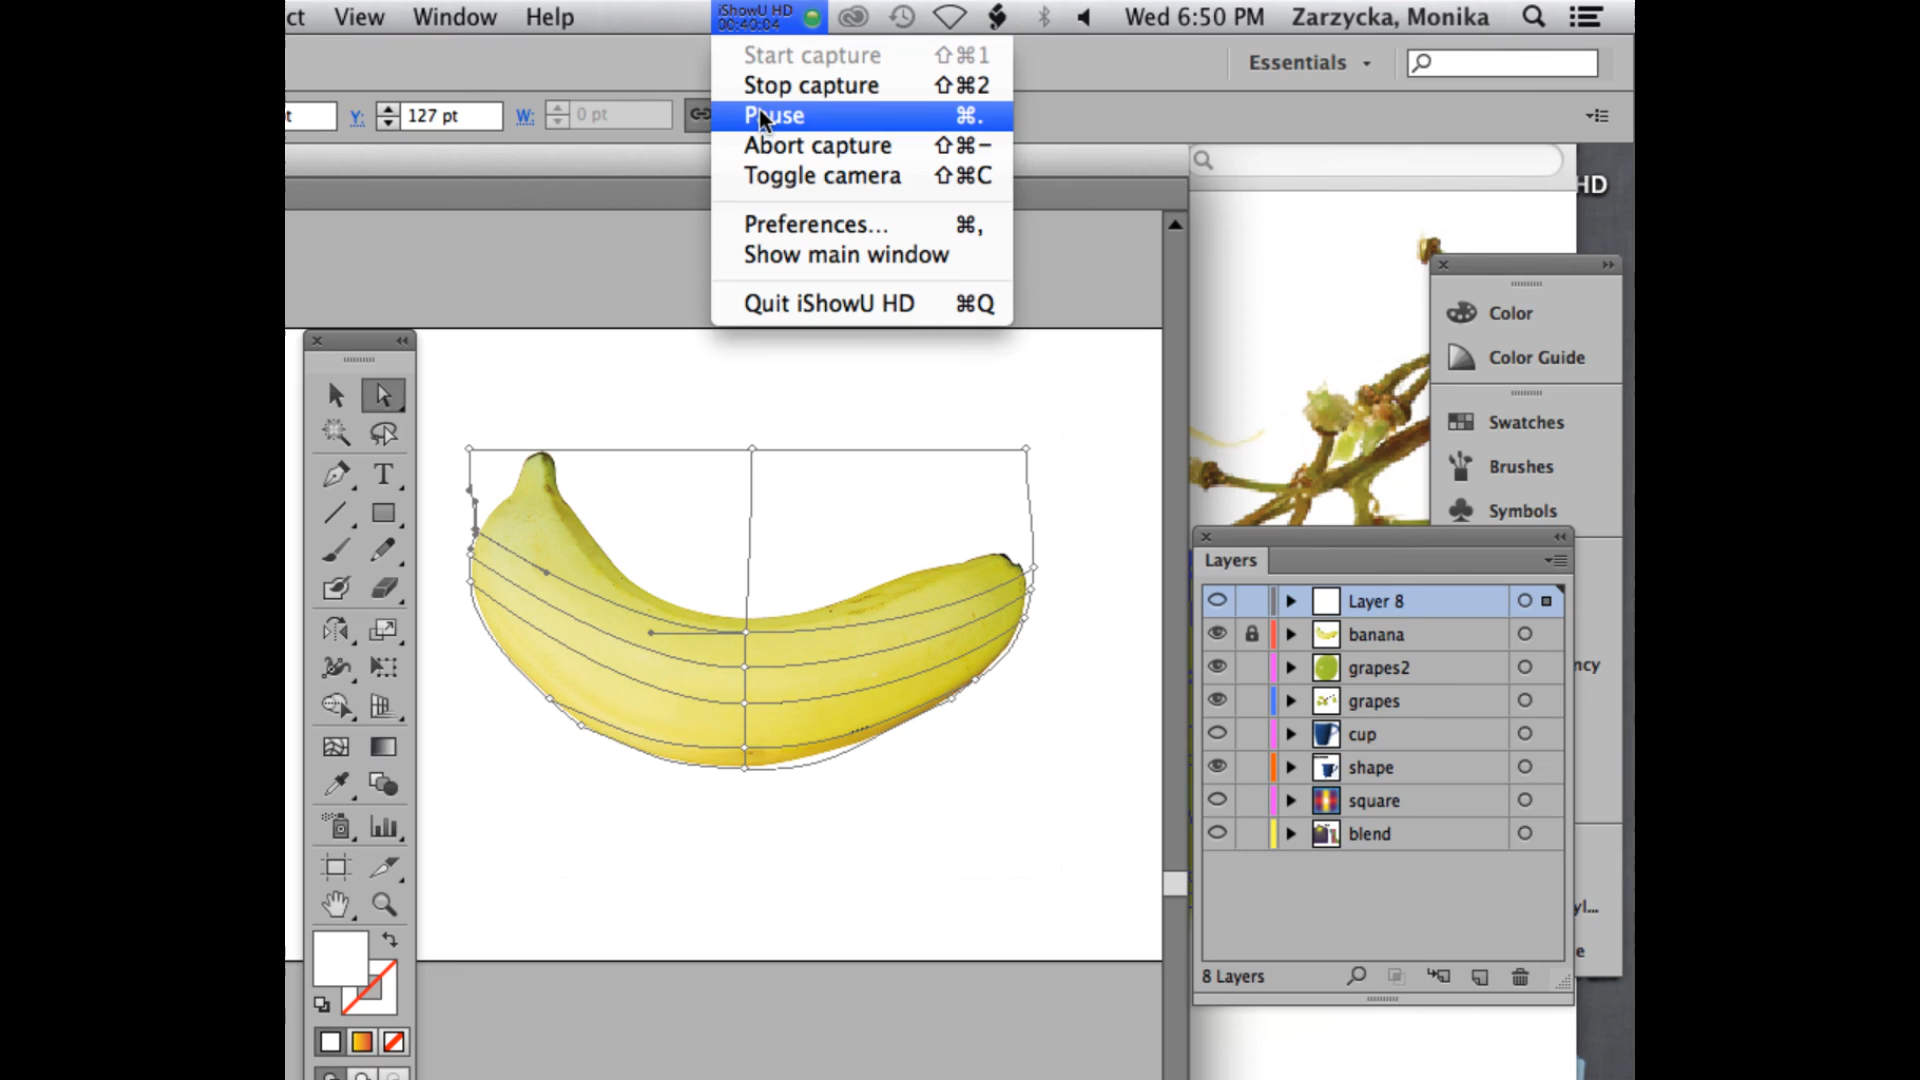 ct View Window Help iShowU HD Wed 6:50 PM Zarzycka, Monika
00:40:04
Start capture ⇧⌘1
Stop capture ⇧⌘2
Pause ⌘.
Abort capture ⇧⌘-
Toggle camera ⇧⌘C
Preferences... ⌘,
Show main window
Quit iShowU HD ⌘Q
Essentials
t Y: 127 pt W: 0 pt
HD
Color
Color Guide
Swatches
Brushes
Symbols
Layers
Layer 8
banana
grapes2
ncy
grapes
cup
shape
square
blend
yl...
e
8 Layers
T